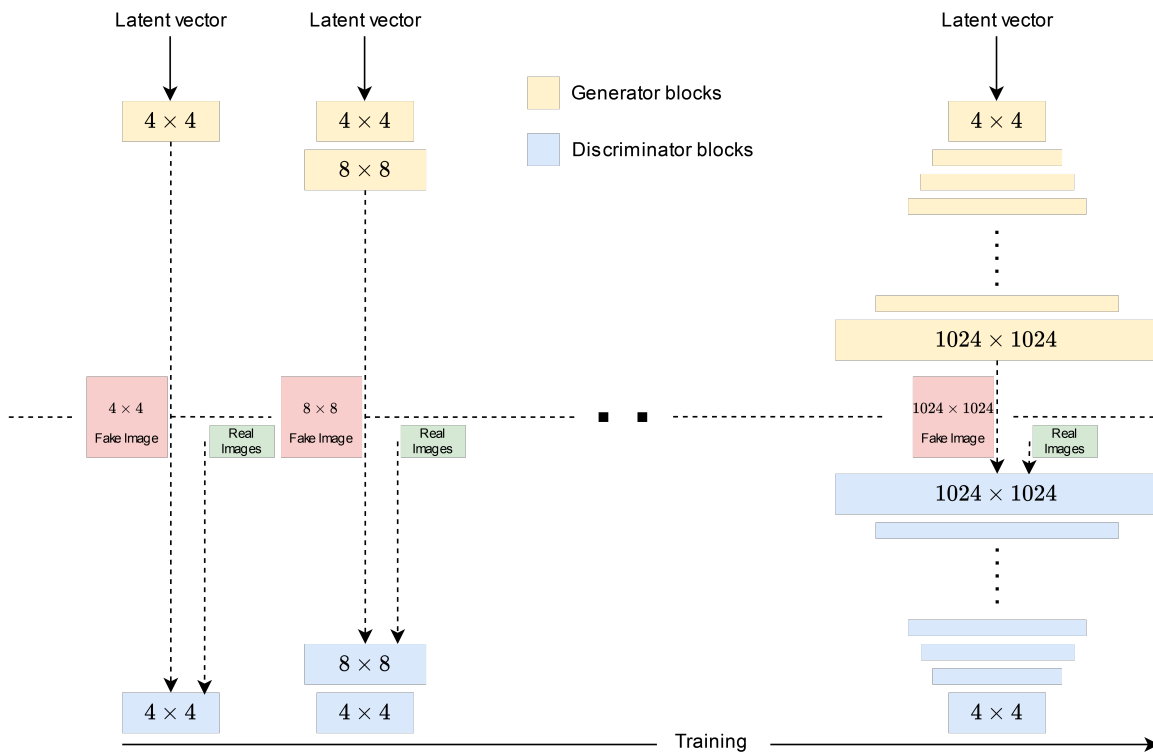 Latent vector
Latent vector
Latent vector
Generator blocks
Discriminator blocks
4 × 4
4 × 4
4 × 4
8 × 8
1024 × 1024
4 × 4
Fake Image
Real
Images
8 × 8
Fake Image
Real
Images
1024 × 1024
Fake Image
Real
Images
1024 × 1024
8 × 8
4 × 4
4 × 4
4 × 4
Training